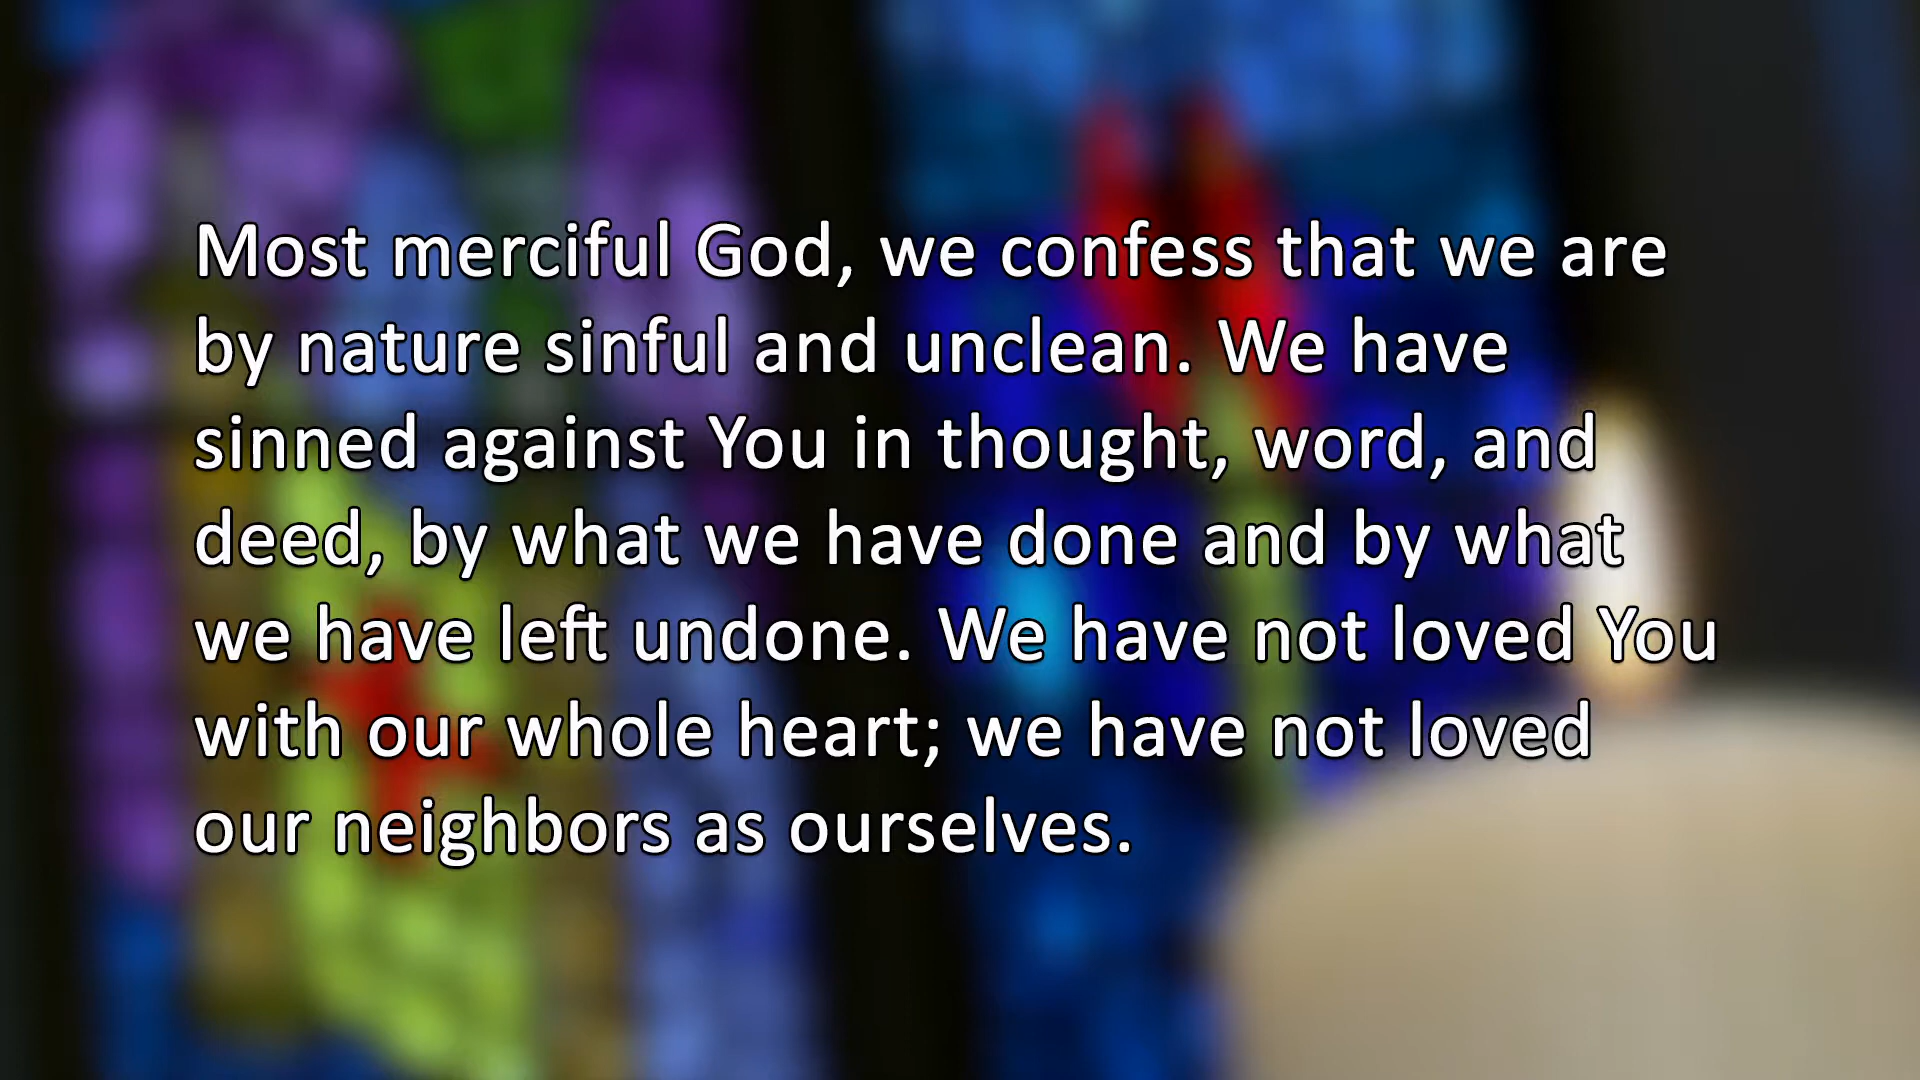 Most merciful God, we confess that we are
by nature sinful and unclean. We have
sinned against You in thought, word, and
deed, by what we have done and by what
we have left undone. We have not loved You
with our whole heart; we have not loved
our neighbors as ourselves.